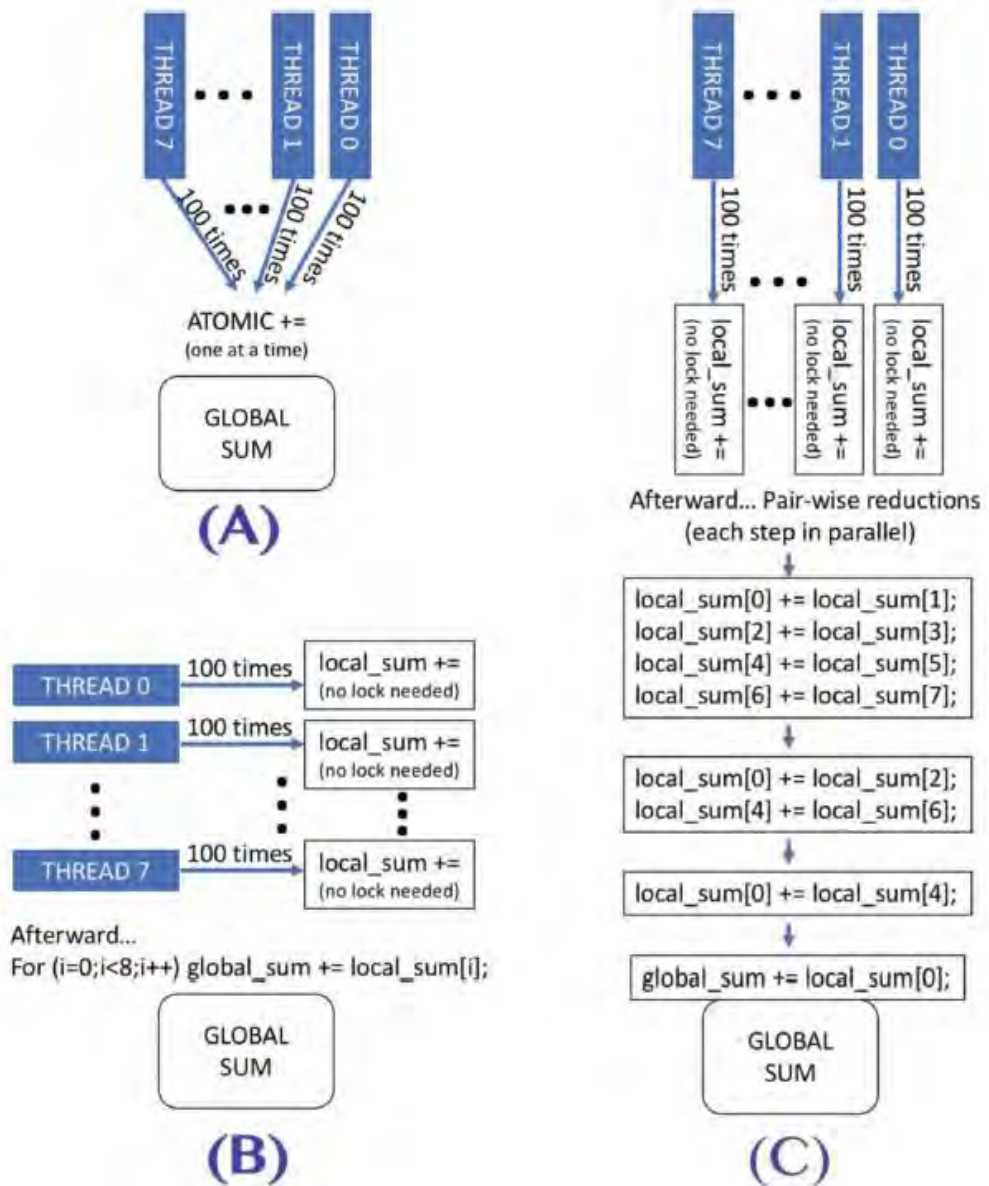 THREAD 7
THREAD 1
THREAD 0
100 times
100 times
100 times
ATOMIC +=
(one at a time)
GLOBAL
SUM
(A)
THREAD 0
100 times
local_sum +=
(no lock needed)
THREAD 1
100 times
local_sum +=
(no lock needed)
THREAD 7
100 times
local_sum +=
(no lock needed)
Afterward...
For (i=0;i<8;i++) global_sum += local_sum[i];
GLOBAL
SUM
(B)
THREAD 7
THREAD 1
THREAD 0
100 times
100 times
100 times
local_sum +=
(no lock needed)
local_sum +=
(no lock needed)
local_sum +=
(no lock needed)
Afterward... Pair-wise reductions
(each step in parallel)
local_sum[0] += local_sum[1];
local_sum[2] += local_sum[3];
local_sum[4] += local_sum[5];
local_sum[6] += local_sum[7];
local_sum[0] += local_sum[2];
local_sum[4] += local_sum[6];
local_sum[0] += local_sum[4];
global_sum += local_sum[0];
GLOBAL
SUM
(C)